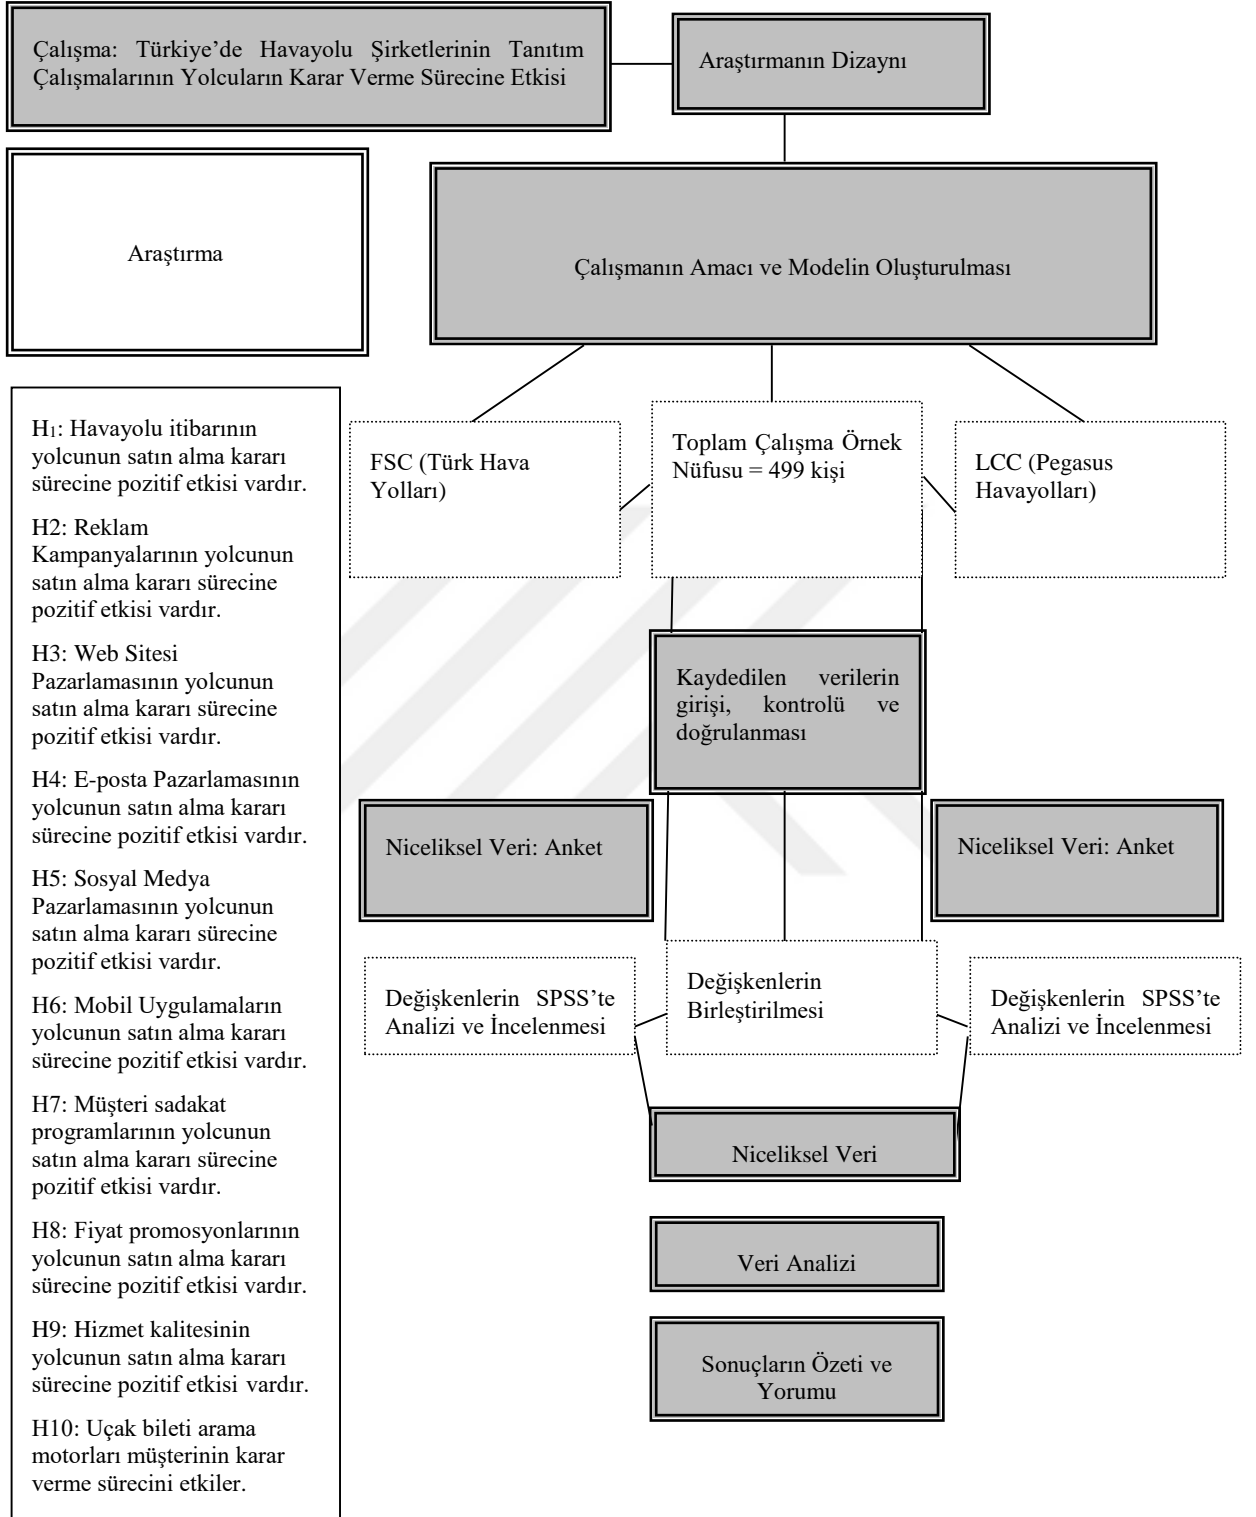 Çalışma: Türkiye’de Havayolu Şirketlerinin Tanıtım
Çalışmalarının Yolcuların Karar Verme Sürecine Etkisi
Araştırmanın Dizaynı
Araştırma
Çalışmanın Amacı ve Modelin Oluşturulması
H1: Havayolu itibarının
yolcunun satın alma kararı
sürecine pozitif etkisi vardır.
H2: Reklam
Kampanyalarının yolcunun
satın alma kararı sürecine
pozitif etkisi vardır.
H3: Web Sitesi
Pazarlamasının yolcunun
satın alma kararı sürecine
pozitif etkisi vardır.
H4: E-posta Pazarlamasının
yolcunun satın alma kararı
sürecine pozitif etkisi vardır.
H5: Sosyal Medya
Pazarlamasının yolcunun
satın alma kararı sürecine
pozitif etkisi vardır.
H6: Mobil Uygulamaların
yolcunun satın alma kararı
sürecine pozitif etkisi vardır.
H7: Müşteri sadakat
programlarının yolcunun
satın alma kararı sürecine
pozitif etkisi vardır.
H8: Fiyat promosyonlarının
yolcunun satın alma kararı
sürecine pozitif etkisi vardır.
H9: Hizmet kalitesinin
yolcunun satın alma kararı
sürecine pozitif etkisi vardır.
H10: Uçak bileti arama
motorları müşterinin karar
verme sürecini etkiler.
FSC (Türk Hava
Yolları)
Toplam Çalışma Örnek
Nüfusu = 499 kişi
LCC (Pegasus
Havayolları)
Kaydedilen verilerin
girişi, kontrolü ve
doğrulanması
Niceliksel Veri: Anket
Niceliksel Veri: Anket
Değişkenlerin SPSS’te
Analizi ve İncelenmesi
Değişkenlerin
Birleştirilmesi
Değişkenlerin SPSS’te
Analizi ve İncelenmesi
Niceliksel Veri
Veri Analizi
Sonuçların Özeti ve
Yorumu